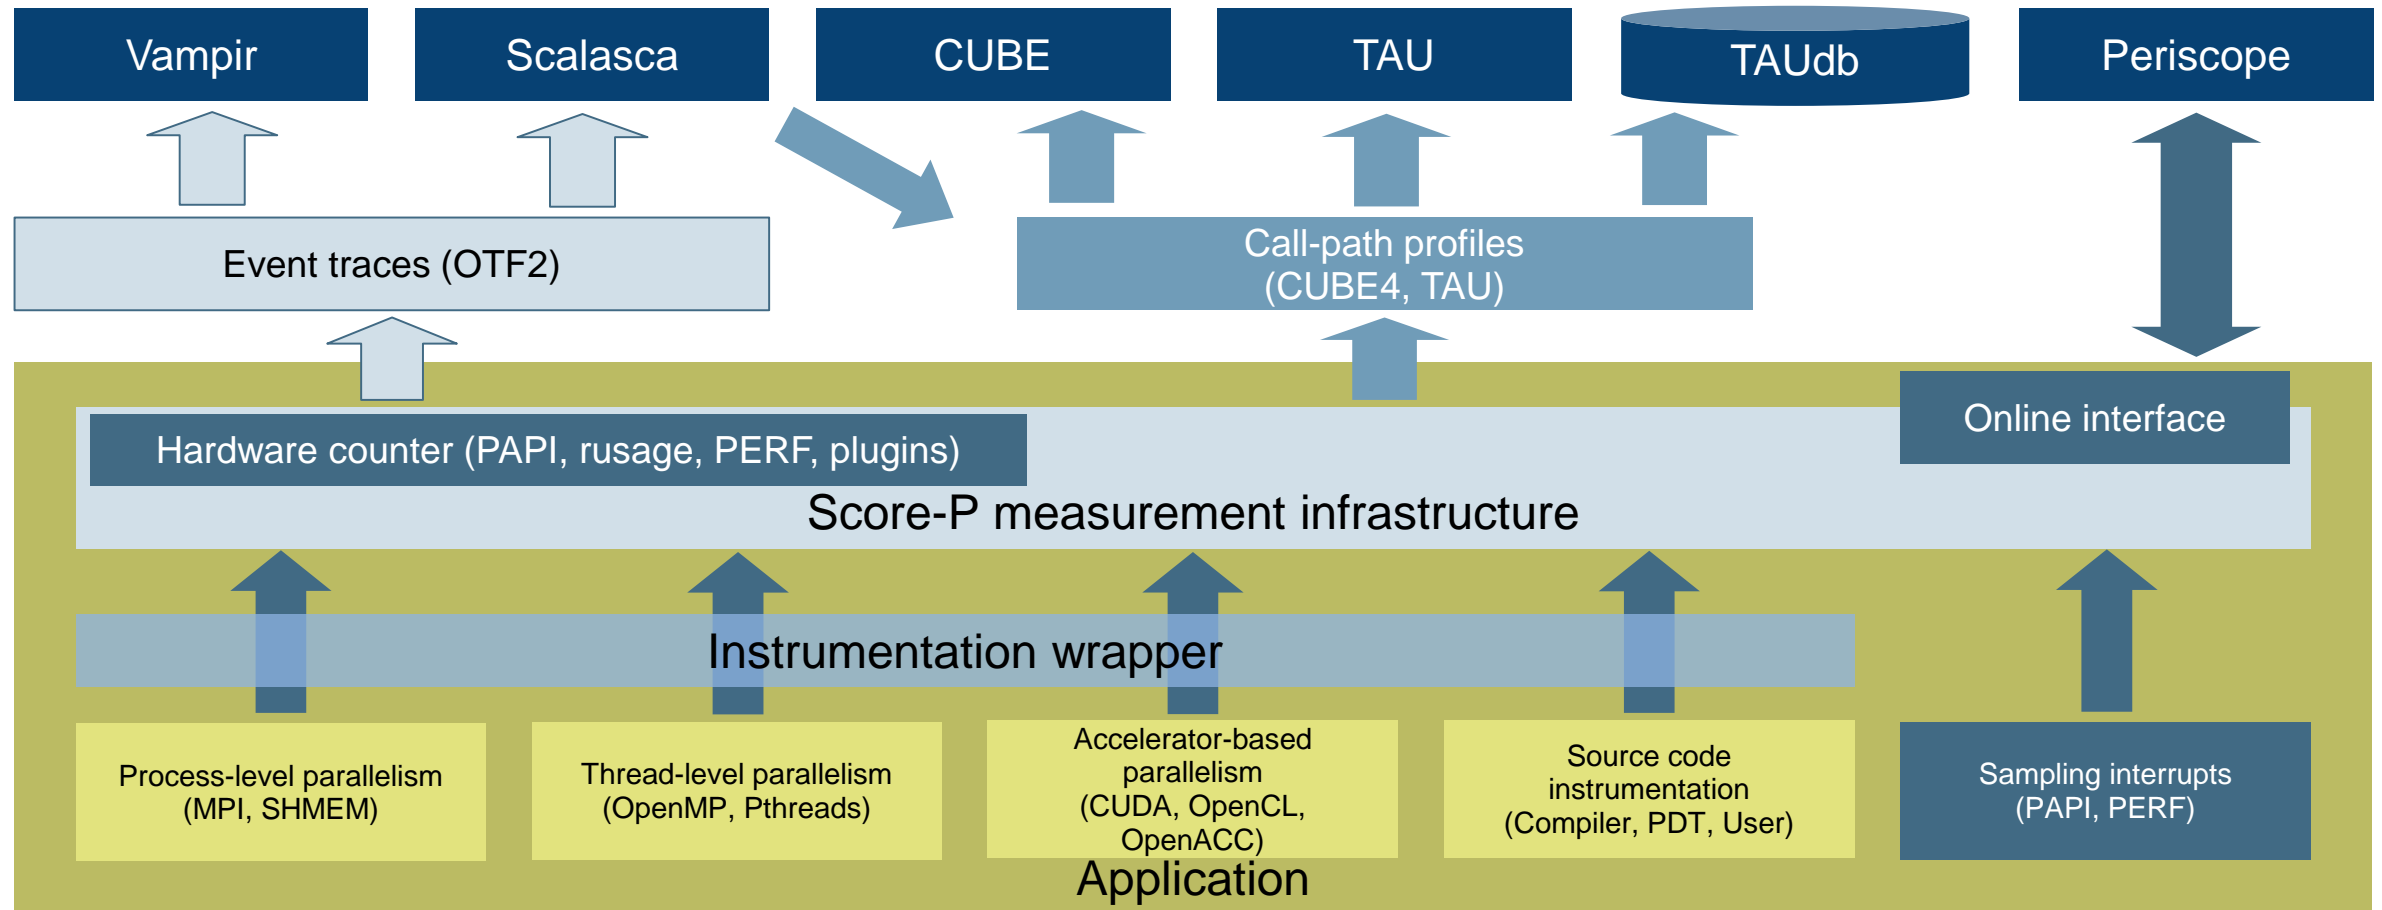 Vampir
Scalasca
CUBE
TAU
TAUdb
Periscope
Event traces (OTF2)
Call-path profiles
(CUBE4, TAU)
Online interface
Hardware counter (PAPI, rusage, PERF, plugins)
Score-P measurement infrastructure
Instrumentation wrapper
Process-level parallelism
(MPI, SHMEM)
Thread-level parallelism
(OpenMP, Pthreads)
Accelerator-based
parallelism
(CUDA, OpenCL,
OpenACC)
Source code
instrumentation
(Compiler, PDT, User)
Sampling interrupts
(PAPI, PERF)
Application